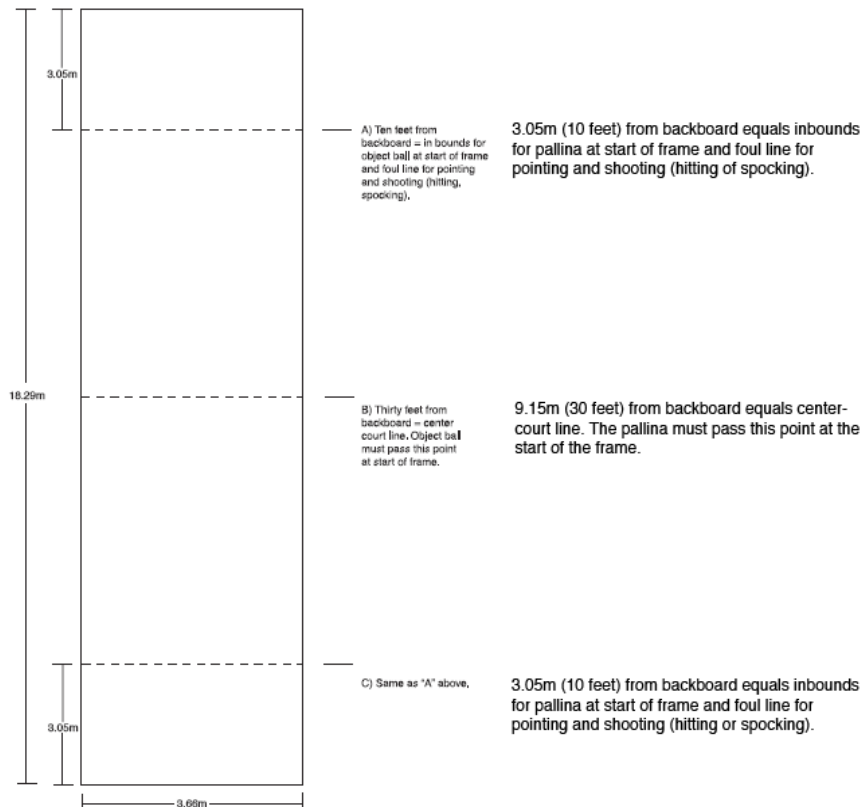 3.05m
A) Ten feet from
backboard = in bounds for
object ball at start of frame
and foul line for pointing
and shooting (hitting,
spocking).
3.05m (10 feet) from backboard equals inbounds
for pallina at start of frame and foul line for
pointing and shooting (hitting of spocking).
18.29m
B) Thirty feet from
backboard = center
court line. Object ball
must pass this point
at start of frame.
9.15m (30 feet) from backboard equals center-
court line. The pallina must pass this point at the
start of the frame.
C) Same as "A" above.
3.05m (10 feet) from backboard equals inbounds
for pallina at start of frame and foul line for
pointing and shooting (hitting or spocking).
3.05m
3.66m